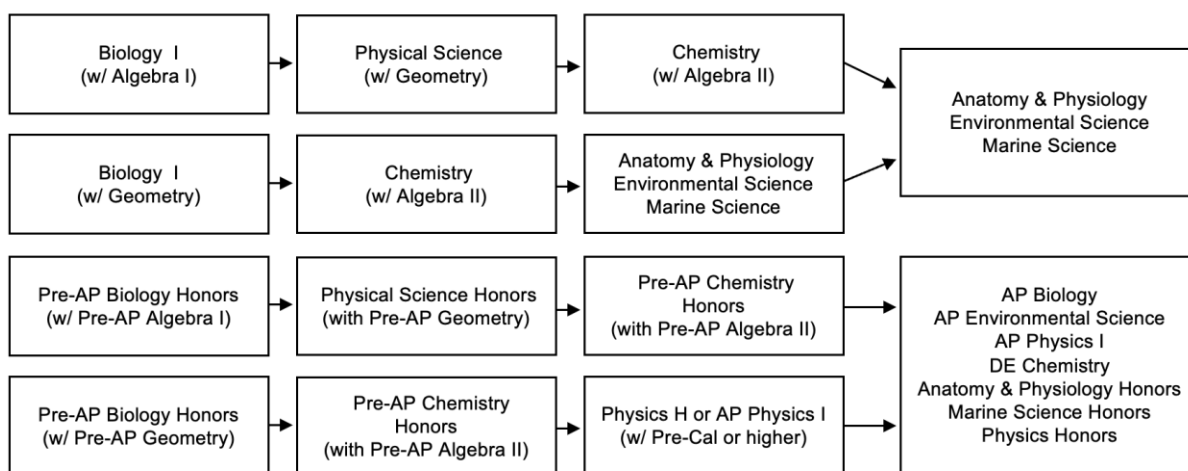 Biology I
(w/ Algebra I)
Physical Science
(w/ Geometry)
Chemistry
(w/ Algebra II)
Anatomy & Physiology
Environmental Science
Marine Science
Biology I
(w/ Geometry)
Chemistry
(w/ Algebra II)
Anatomy & Physiology
Environmental Science
Marine Science
Pre-AP Biology Honors
(w/ Pre-AP Algebra I)
Physical Science Honors
(with Pre-AP Geometry)
Pre-AP Chemistry
Honors
(with Pre-AP Algebra II)
AP Biology
AP Environmental Science
AP Physics I
DE Chemistry
Anatomy & Physiology Honors
Marine Science Honors
Physics Honors
Pre-AP Biology Honors
(w/ Pre-AP Geometry)
Pre-AP Chemistry
Honors
(with Pre-AP Algebra II)
Physics H or AP Physics I
(w/ Pre-Cal or higher)